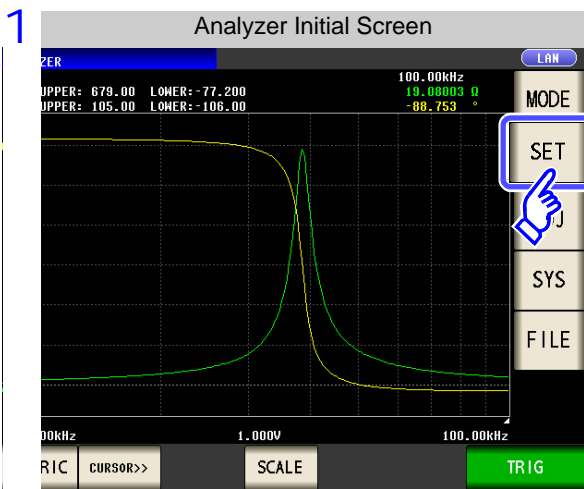 1
Analyzer Initial Screen
ZER
LAN
100.00kHz
UPPER: 679.00 LOWER:-77.200 19.08003 Ω
UPPER: 105.00 LOWER:-106.00 -88.753 °
MODE
SET
J
SYS
FILE
00kHz 1.000V 100.00kHz
RIC CURSOR>> SCALE TRIG